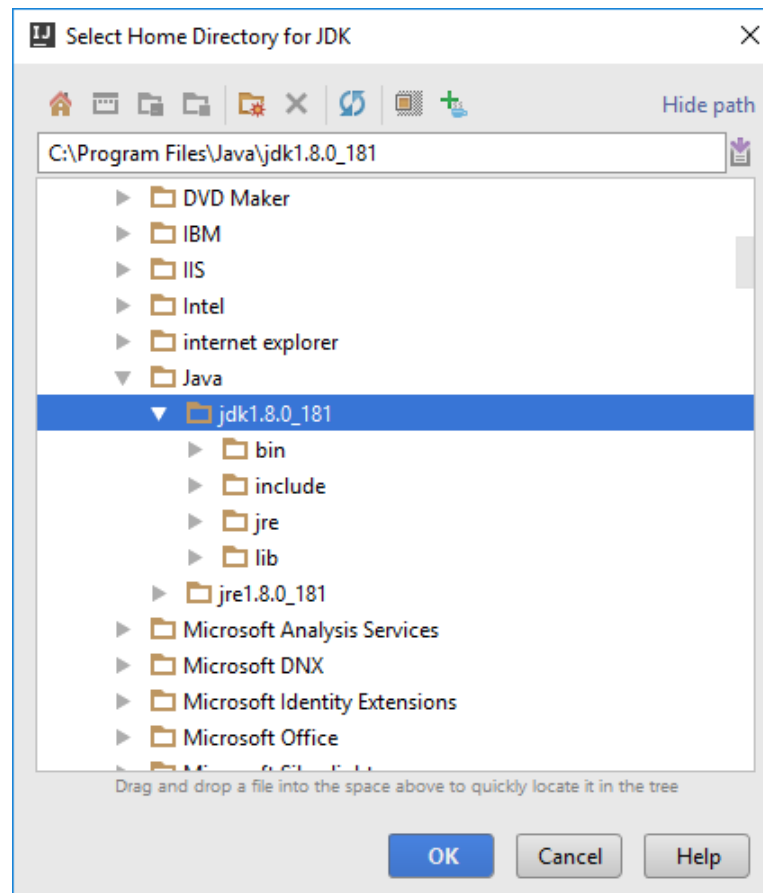 IJ Select Home Directory for JDK
Hide path
C:\Program Files\Java\jdk1.8.0_181
DVD Maker
IBM
IIS
Intel
internet explorer
Java
jdk1.8.0_181
bin
include
jre
lib
jre1.8.0_181
Microsoft Analysis Services
Microsoft DNX
Microsoft Identity Extensions
Microsoft Office
Drag and drop a file into the space above to quickly locate it in the tree
OK Cancel Help